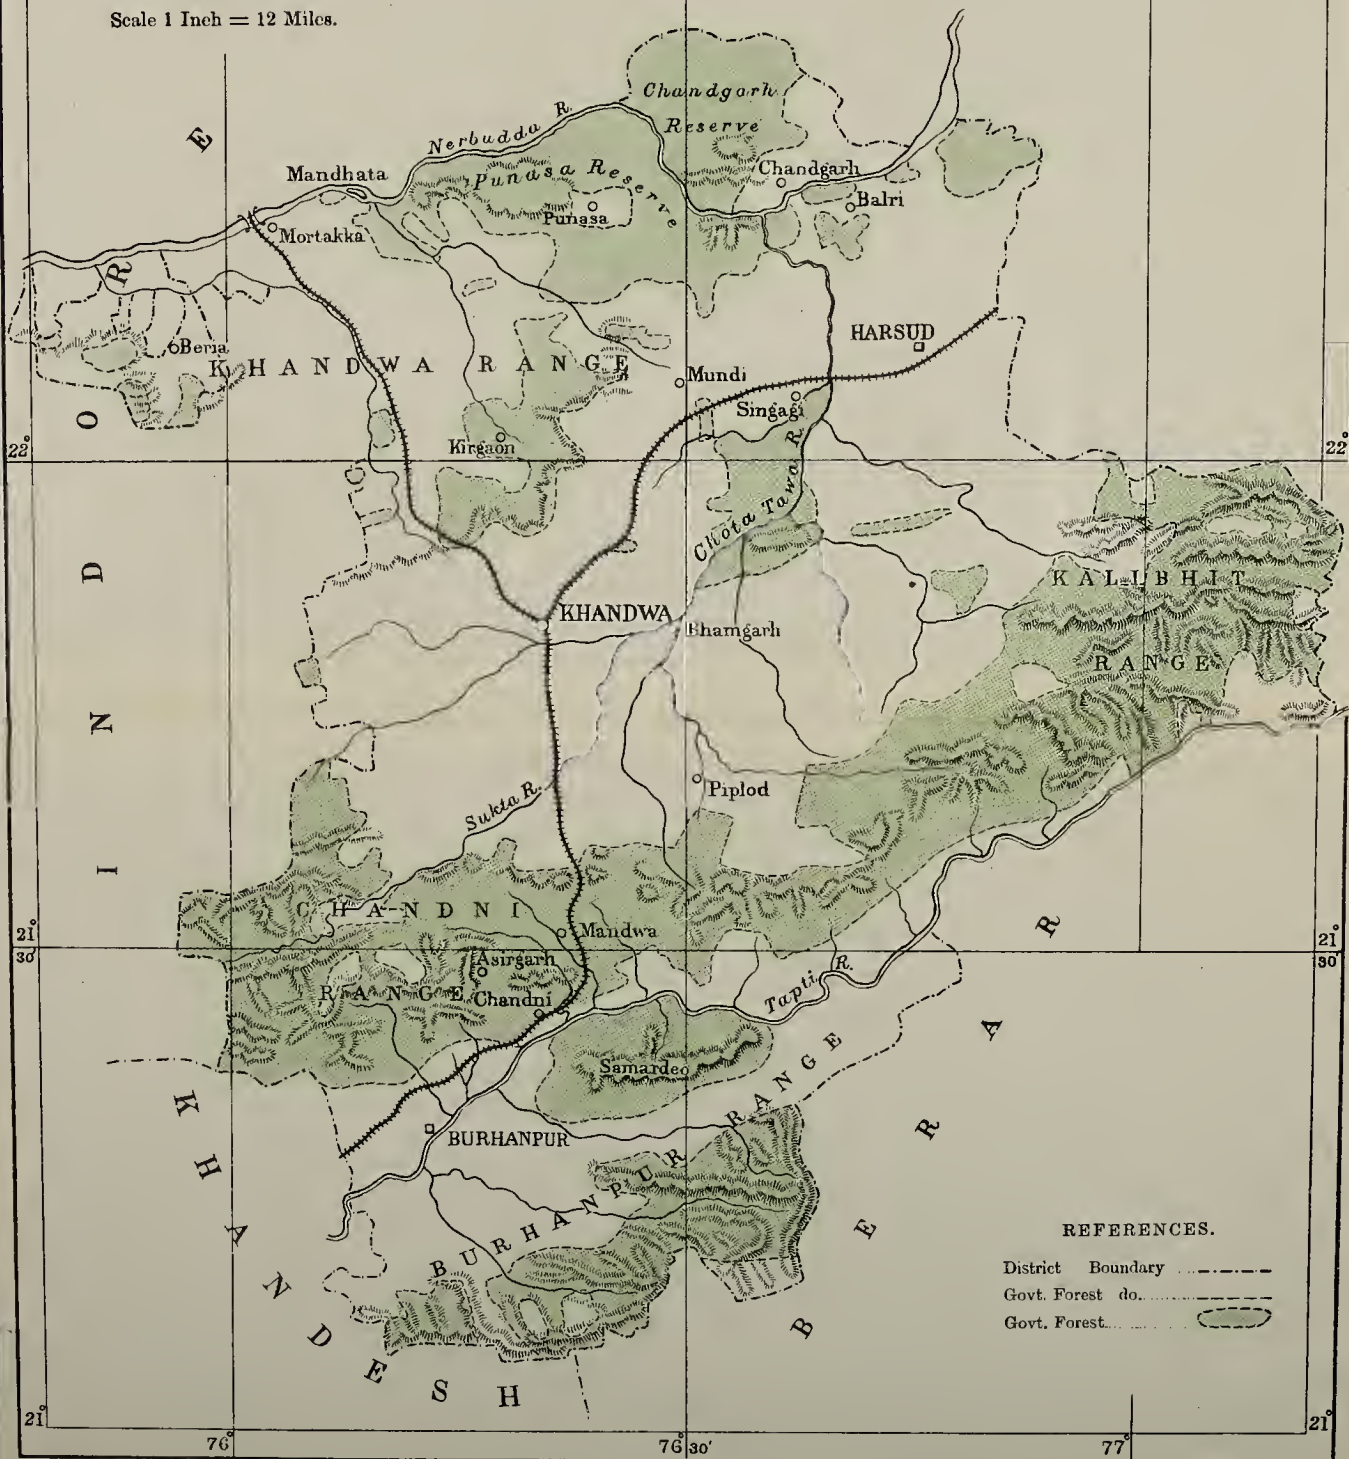 Scale 1 Inch = 12 Miles.
Chandgarh
Reserve
Nerbudda R.
Mandhata
Punasa Reserve
Chandgarh
Punasa
Balri
Mortakka
HARSUD
Beria
KHANDWA RANGE
Mundi
Singagi
Kirgaon
22°
22°
Chota Tawa R.
KALIBHIT
RANGE
KHANDWA
Bhamgarh
INDORE
Piplod
Sukta R.
CHANDNI
RANGE
Mandwa
21° 30'
21° 30'
Asirgarh
Chandni
Tapti R.
Samardeo
BURHANPUR
BURHANPUR RANGE
BERAR
KHANDESH
REFERENCES.
District Boundary
Govt. Forest do.
Govt. Forest
21°
21°
76°
76° 30'
77°